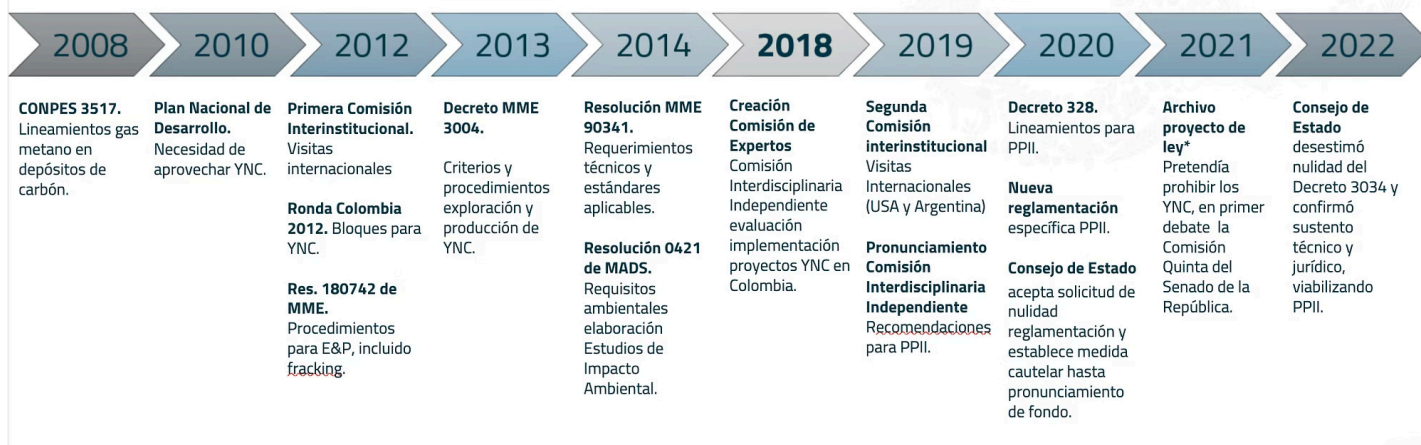 2008
2010
2012
2013
2014
2018
2019
2020
2021
2022
CONPES 3517.
Lineamientos gas
metano en
depósitos de
carbón.
Plan Nacional de
Desarrollo.
Necesidad de
aprovechar YNC.
Primera Comisión
Interinstitucional.
Visitas
internacionales
Ronda Colombia
2012. Bloques para
YNC.
Res. 180742 de
MME.
Procedimientos
para E&P, incluido
fracking.
Decreto MME
3004.
Criterios y
procedimientos
exploración y
producción de
YNC.
Resolución MME
90341.
Requerimientos
técnicos y
estándares
aplicables.
Resolución 0421
de MADS.
Requisitos
ambientales
elaboración
Estudios de
Impacto
Ambiental.
Creación
Comisión de
Expertos
Comisión
Interdisciplinaria
Independiente
evaluación
implementación
proyectos YNC en
Colombia.
Segunda
Comisión
interinstitucional
Visitas
Internacionales
(USA y Argentina)
Pronunciamiento
Comisión
Interdisciplinaria
Independiente
Recomendaciones
para PPII.
Decreto 328.
Lineamientos para
PPII.
Nueva
reglamentación
específica PPII.
Consejo de Estado
acepta solicitud de
nulidad
reglamentación y
establece medida
cautelar hasta
pronunciamiento
de fondo.
Archivo
proyecto de
ley*
Pretendía
prohibir los
YNC, en primer
debate la
Comisión
Quinta del
Senado de la
República.
Consejo de
Estado
desestimó
nulidad del
Decreto 3034 y
confirmó
sustento
técnico y
jurídico,
viabilizando
PPII.